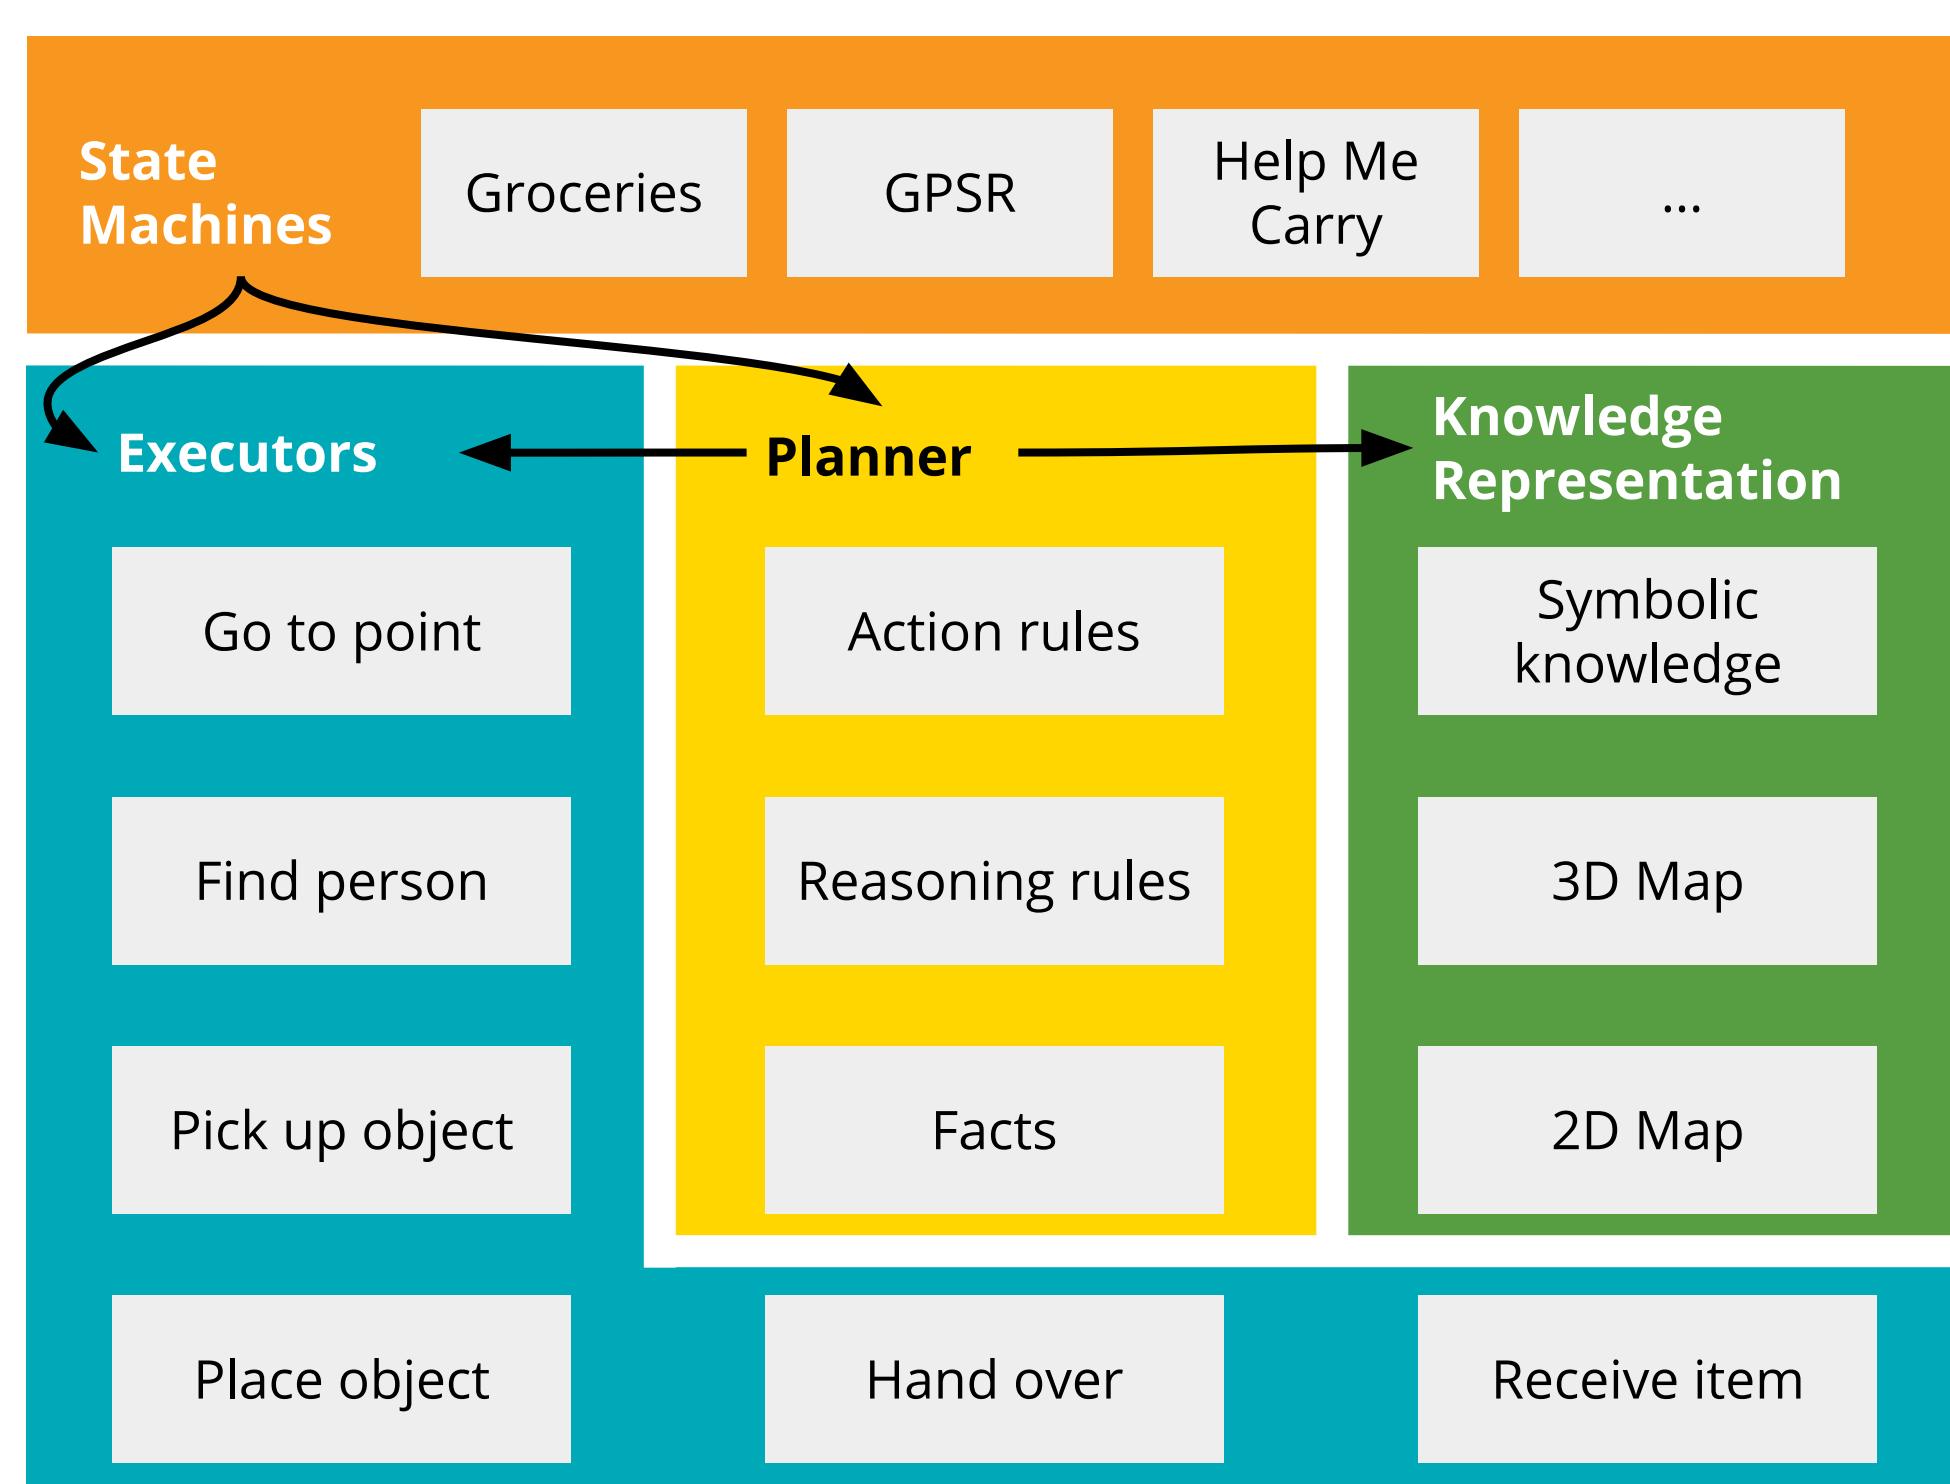 State
Machines
Groceries
GPSR
Help Me
Carry
...
Executors
Planner
Knowledge
Representation
Go to point
Action rules
Symbolic
knowledge
Find person
Reasoning rules
3D Map
Pick up object
Facts
2D Map
Place object
Hand over
Receive item